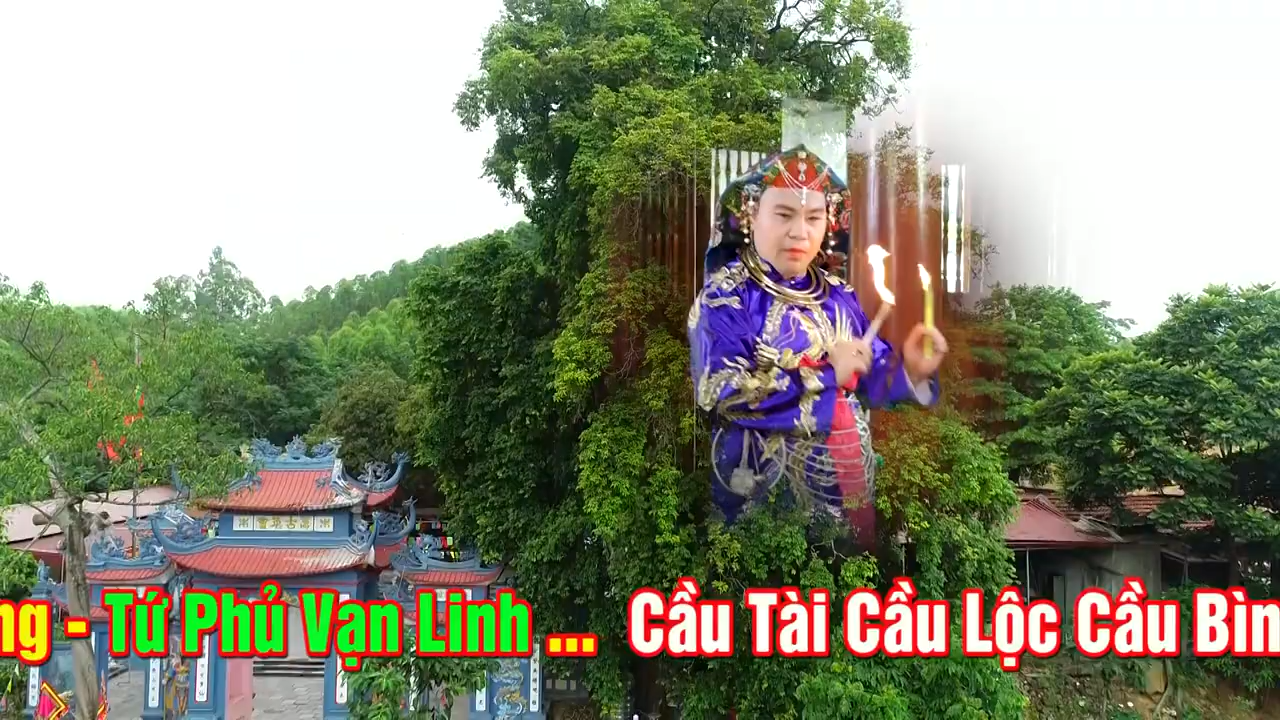 ng - Tứ Phủ Vạn Linh ... Cầu Tài Cầu Lộc Cầu Bìn